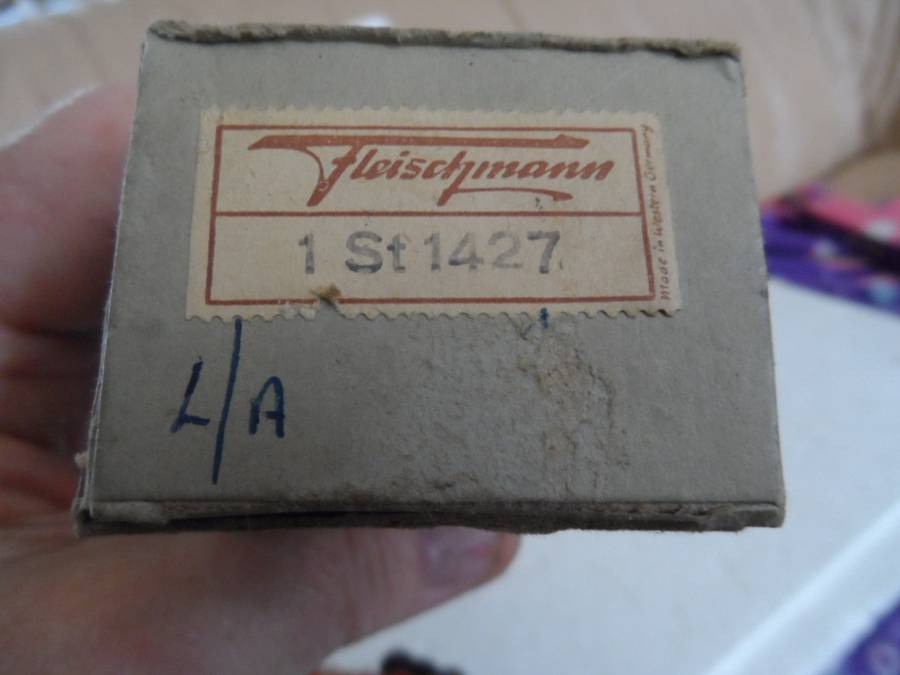 Fleischmann
1 St 1427
Made in Western Germany
L/A